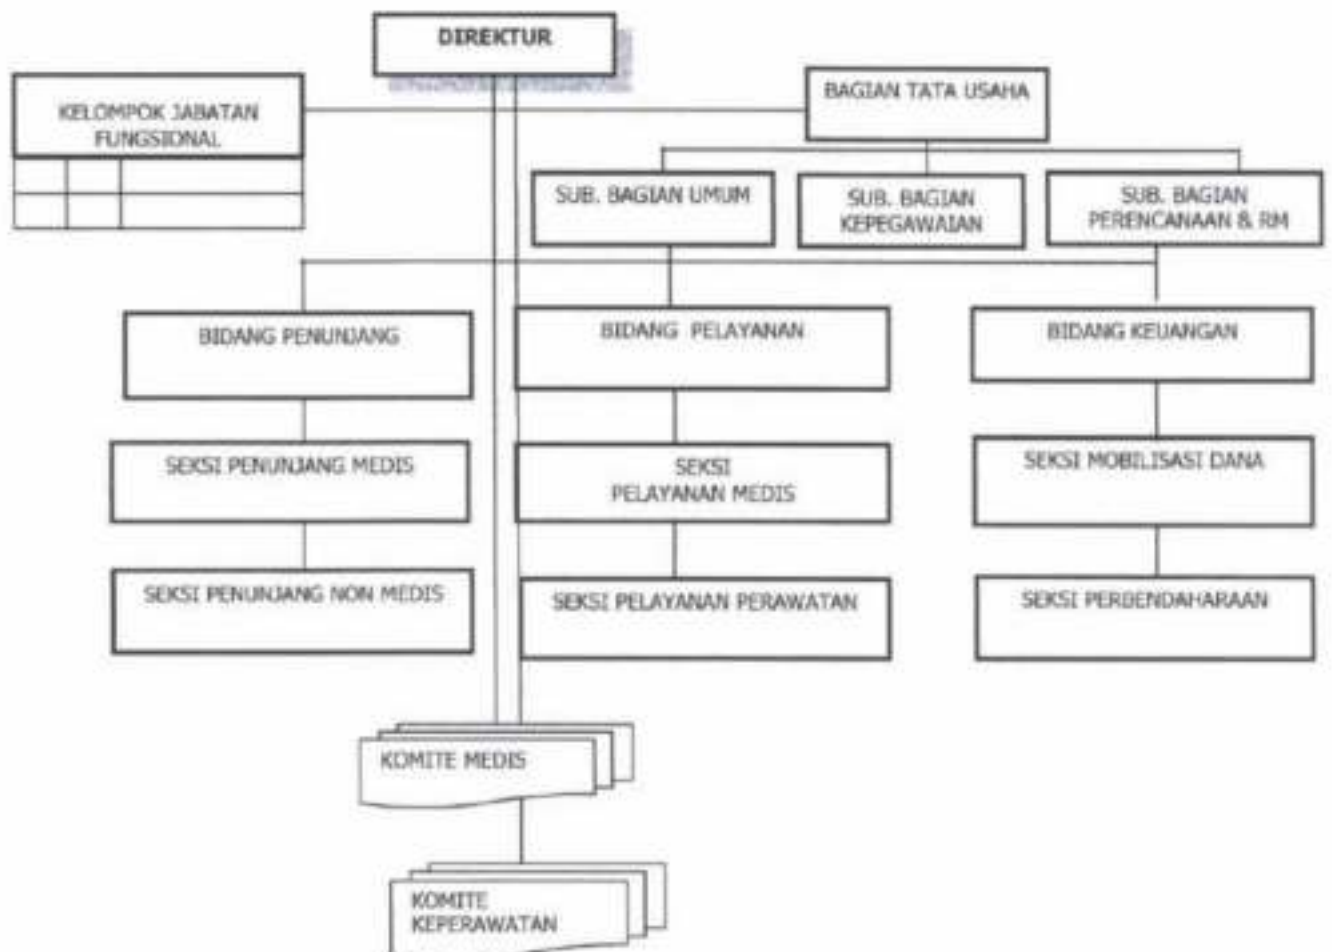 DIREKTUR
KELOMPOK JABATAN
FUNGSIONAL
BAGIAN TATA USAHA
SUB. BAGIAN UMUM
SUB. BAGIAN
KEPEGAWAIAN
SUB. BAGIAN
PERENCANAAN & RM
BIDANG PENUNJANG
BIDANG PELAYANAN
BIDANG KEUANGAN
SEKSI PENUNJANG MEDIS
SEKSI
PELAYANAN MEDIS
SEKSI MOBILISASI DANA
SEKSI PENUNJANG NON MEDIS
SEKSI PELAYANAN PERAWATAN
SEKSI PERBENDAHARAAN
KOMITE MEDIS
KOMITE
KEPERAWATAN